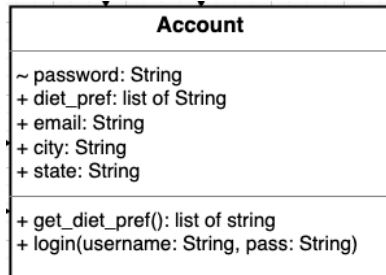 Account
~ password: String
+ diet_pref: list of String
+ email: String
+ city: String
+ state: String
+ get_diet_pref(): list of string
+ login(username: String, pass: String)